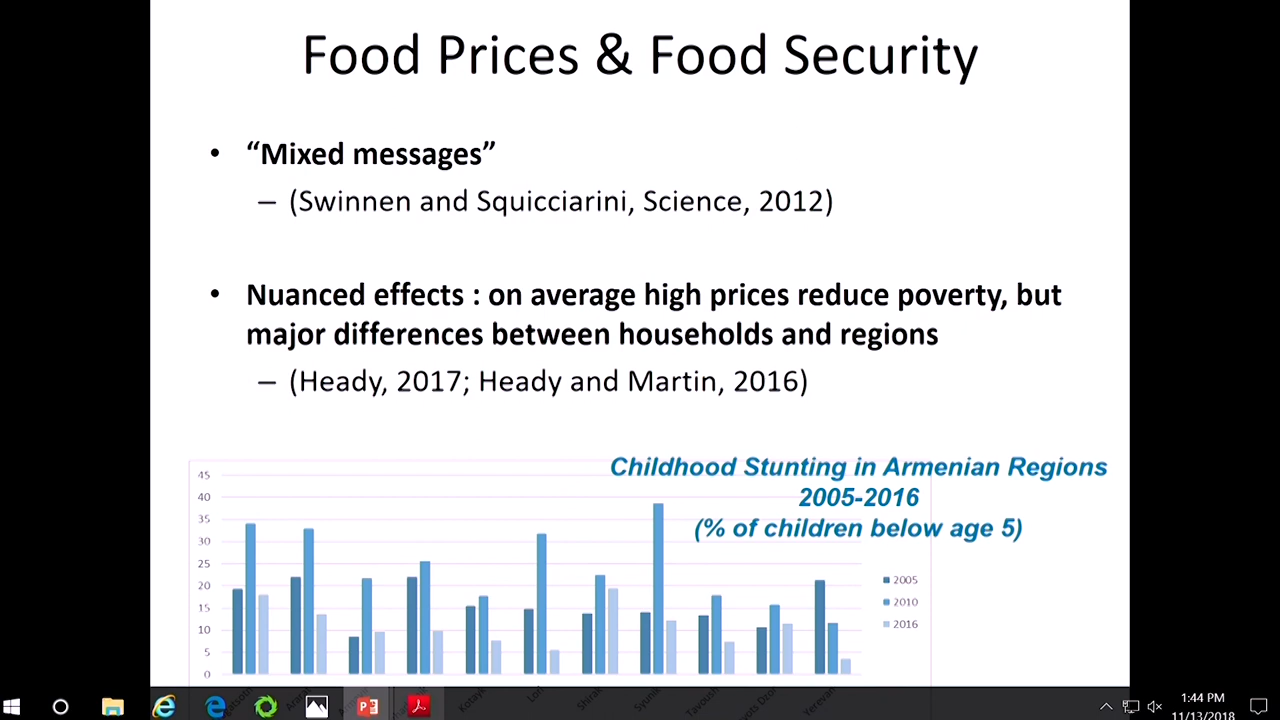 Food Prices & Food Security
• “Mixed messages”
– (Swinnen and Squicciarini, Science, 2012)
• Nuanced effects : on average high prices reduce poverty, but
major differences between households and regions
– (Heady, 2017; Heady and Martin, 2016)
Childhood Stunting in Armenian Regions
2005-2016
(% of children below age 5)
45
40
35
30
25
20
15
10
5
0
2005
2010
2016
1:44 PM
11/13/2018